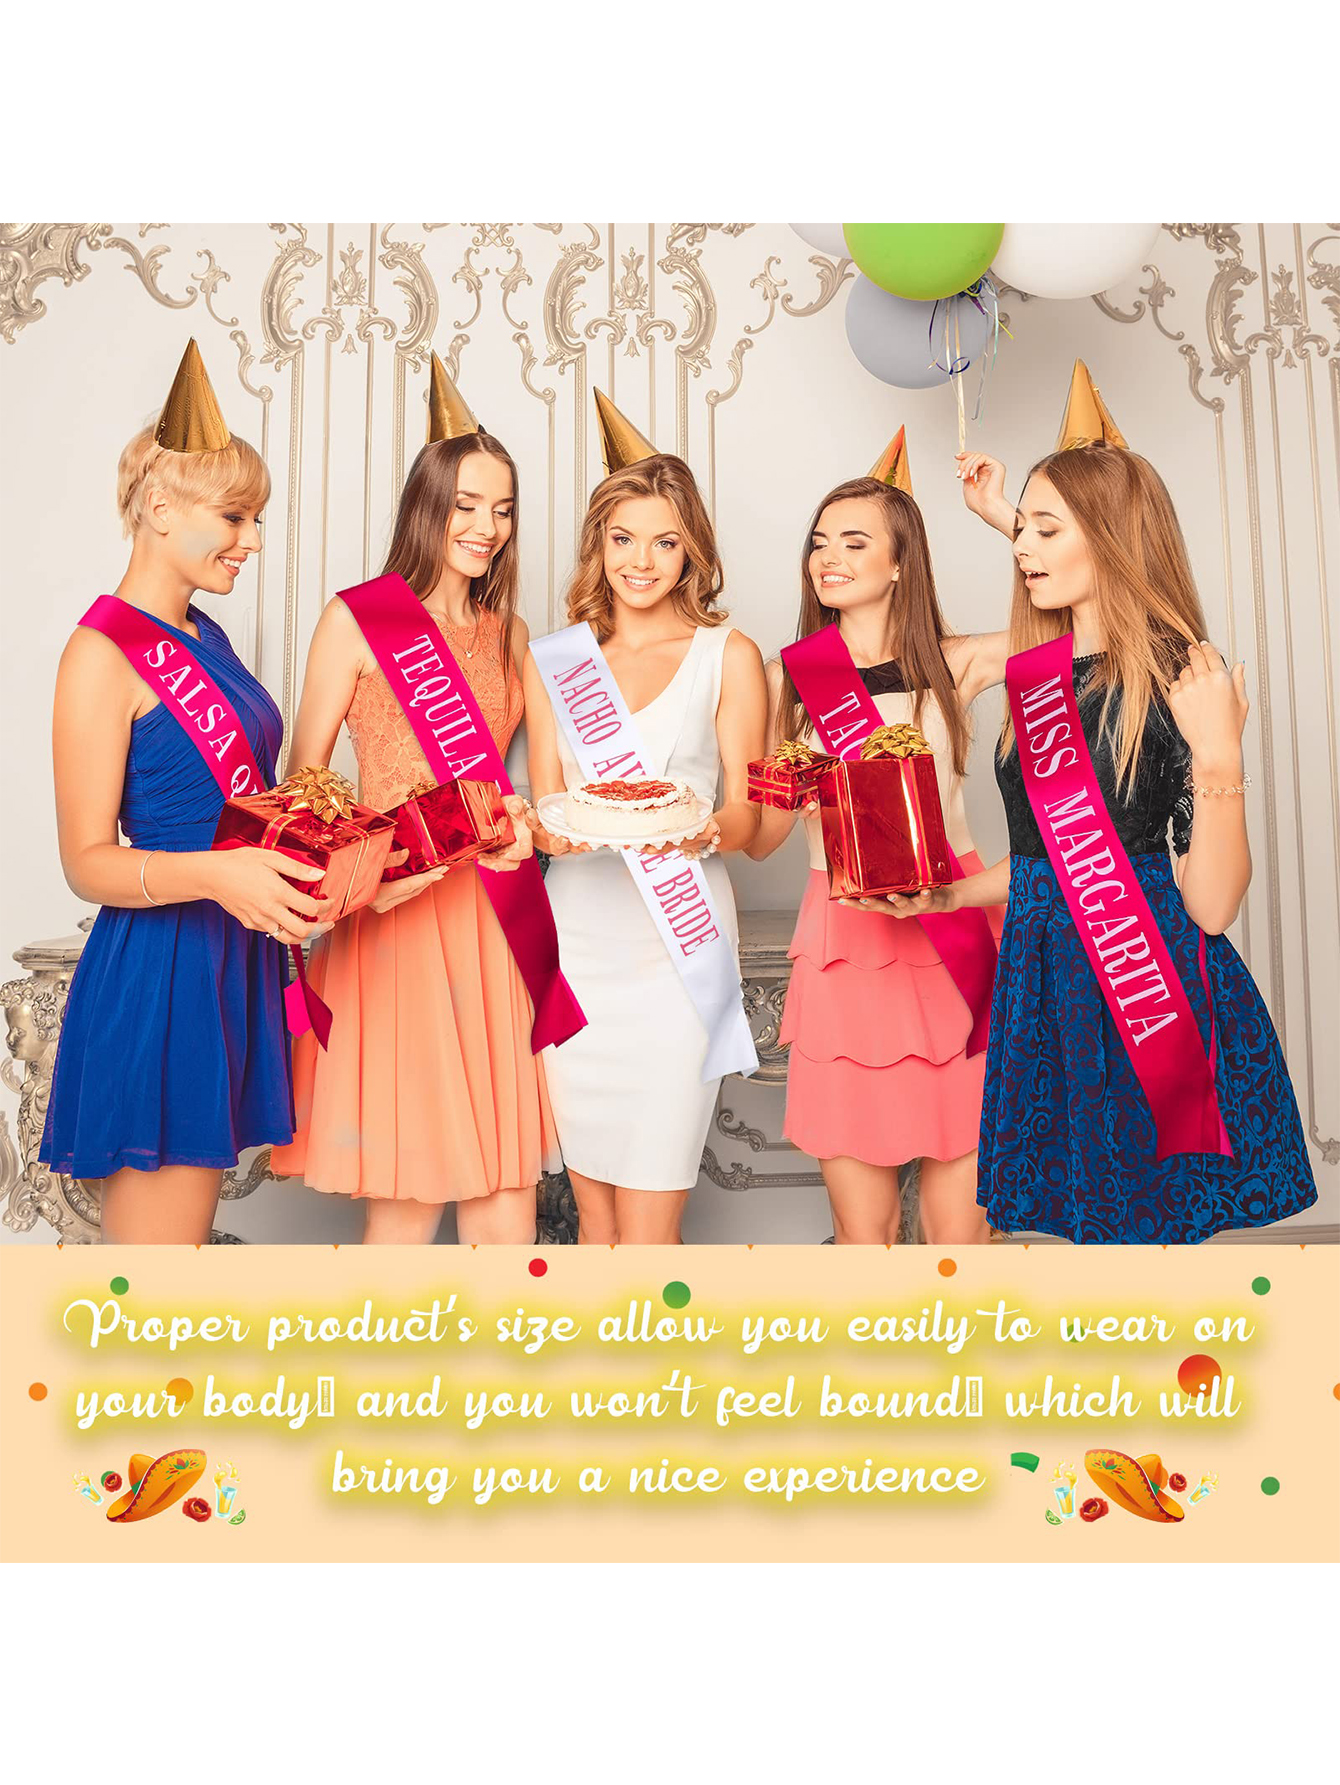 SALSA
TEQUILA
NACHO
BRIDE
MISS MARGARITA
Proper product's size allow you easily to wear on
your body and you won't feel bound which will
bring you a nice experience